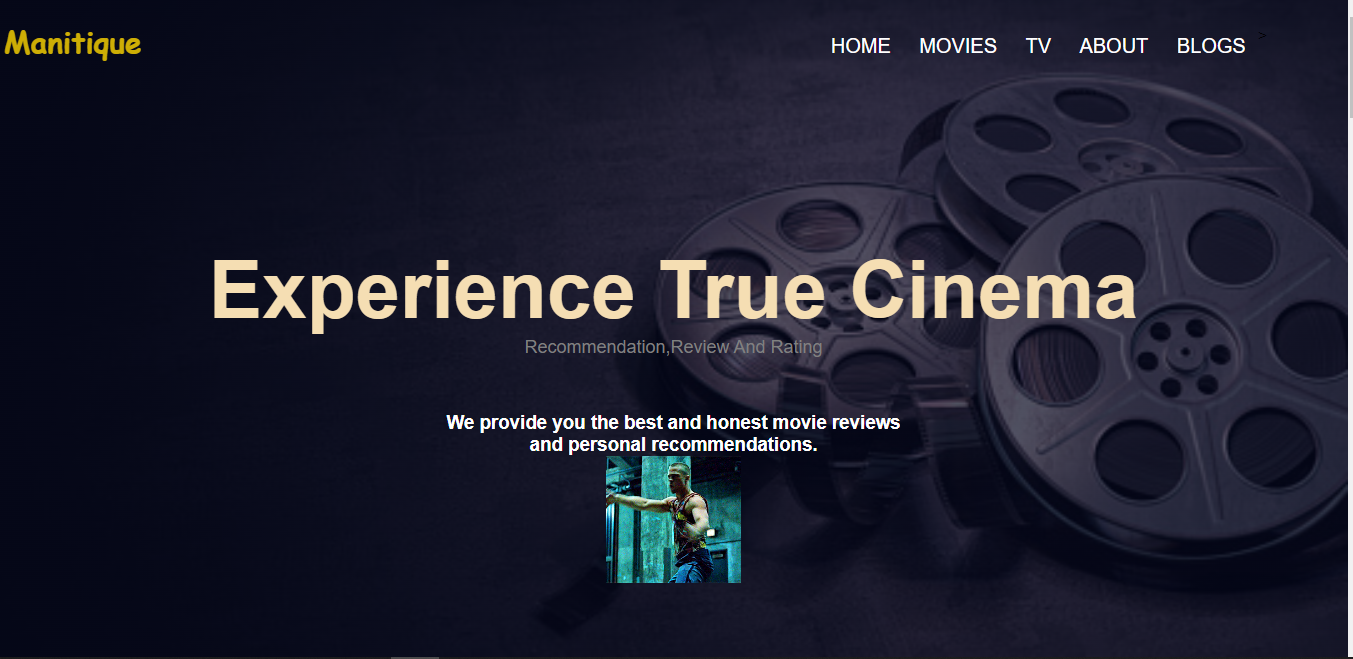 Manitique
HOME MOVIES TV ABOUT BLOGS >
Experience True Cinema
Recommendation,Review And Rating
We provide you the best and honest movie reviews
and personal recommendations.